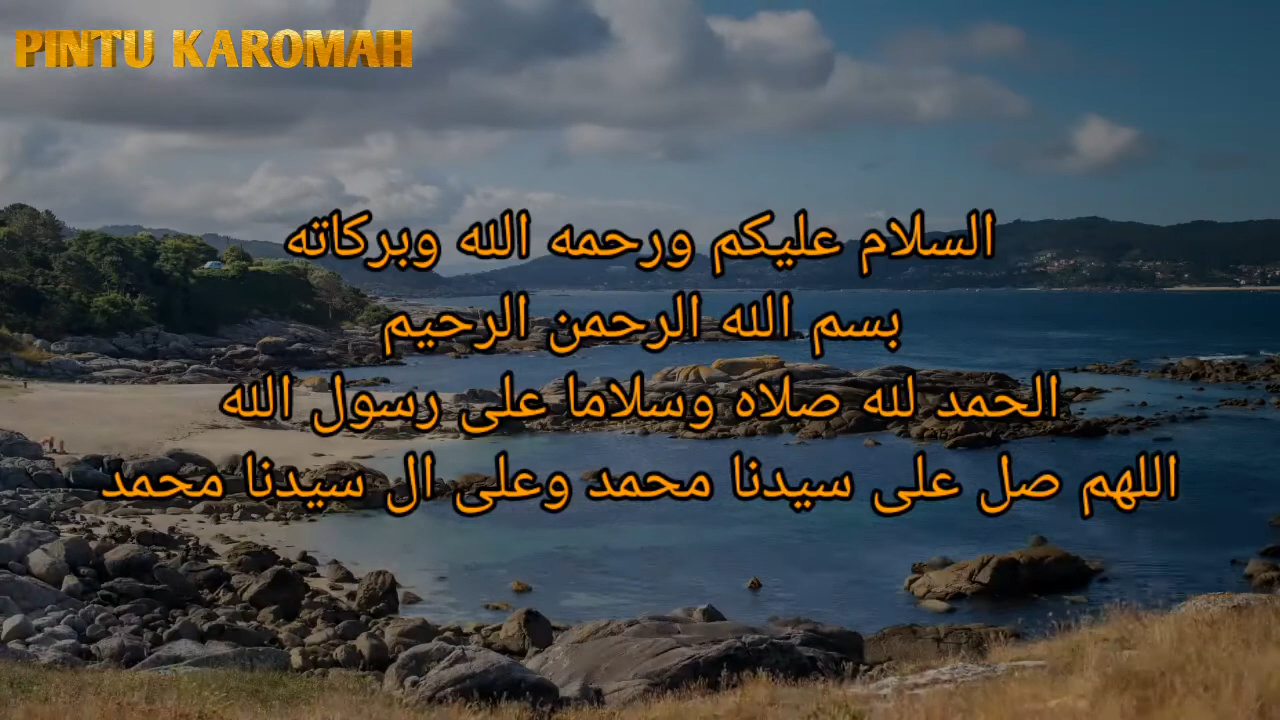 PINTU KAROMAH
السلام عليكم ورحمه الله وبركاته
بسم الله الرحمن الرحيم
الحمد لله صلاه وسلاما على رسول الله
اللهم صل على سيدنا محمد وعلى ال سيدنا محمد